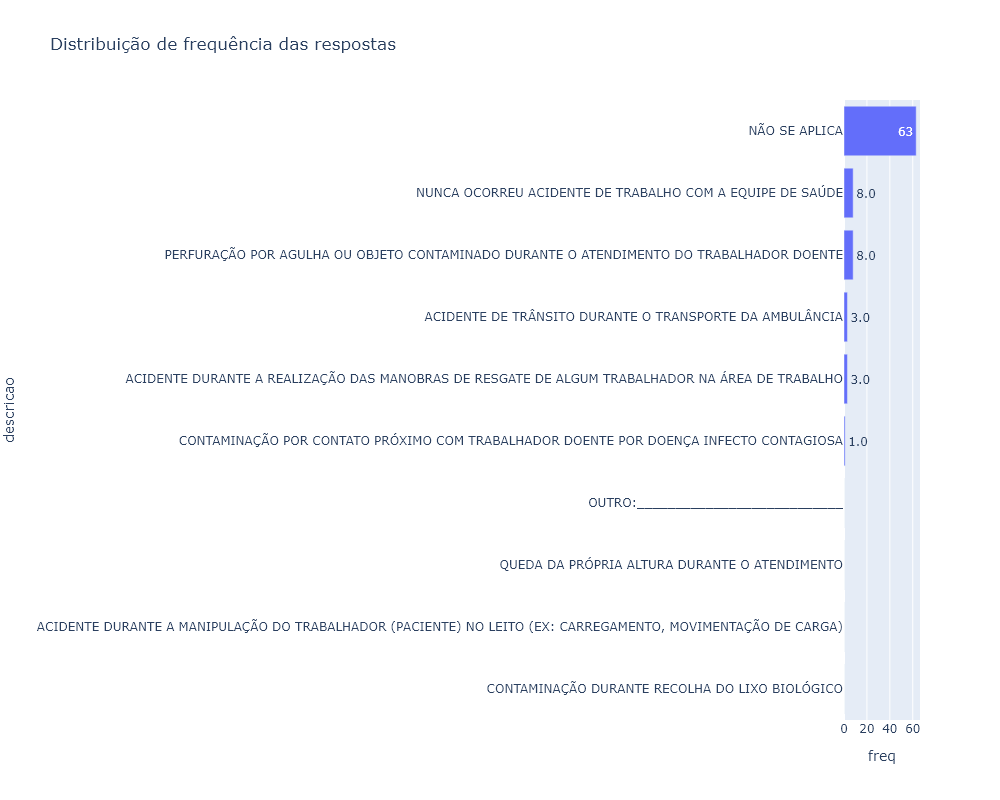 Distribuição de frequência das respostas
NÃO SE APLICA
63
NUNCA OCORREU ACIDENTE DE TRABALHO COM A EQUIPE DE SAÚDE
8.0
PERFURAÇÃO POR AGULHA OU OBJETO CONTAMINADO DURANTE O ATENDIMENTO DO TRABALHADOR DOENTE
8.0
ACIDENTE DE TRÂNSITO DURANTE O TRANSPORTE DA AMBULÂNCIA
3.0
ACIDENTE DURANTE A REALIZAÇÃO DAS MANOBRAS DE RESGATE DE ALGUM TRABALHADOR NA ÁREA DE TRABALHO
3.0
CONTAMINAÇÃO POR CONTATO PRÓXIMO COM TRABALHADOR DOENTE POR DOENÇA INFECTO CONTAGIOSA
1.0
OUTRO:___________________________
QUEDA DA PRÓPRIA ALTURA DURANTE O ATENDIMENTO
ACIDENTE DURANTE A MANIPULAÇÃO DO TRABALHADOR (PACIENTE) NO LEITO (EX: CARREGAMENTO, MOVIMENTAÇÃO DE CARGA)
CONTAMINAÇÃO DURANTE RECOLHA DO LIXO BIOLÓGICO
descricao
0 20 40 60
freq